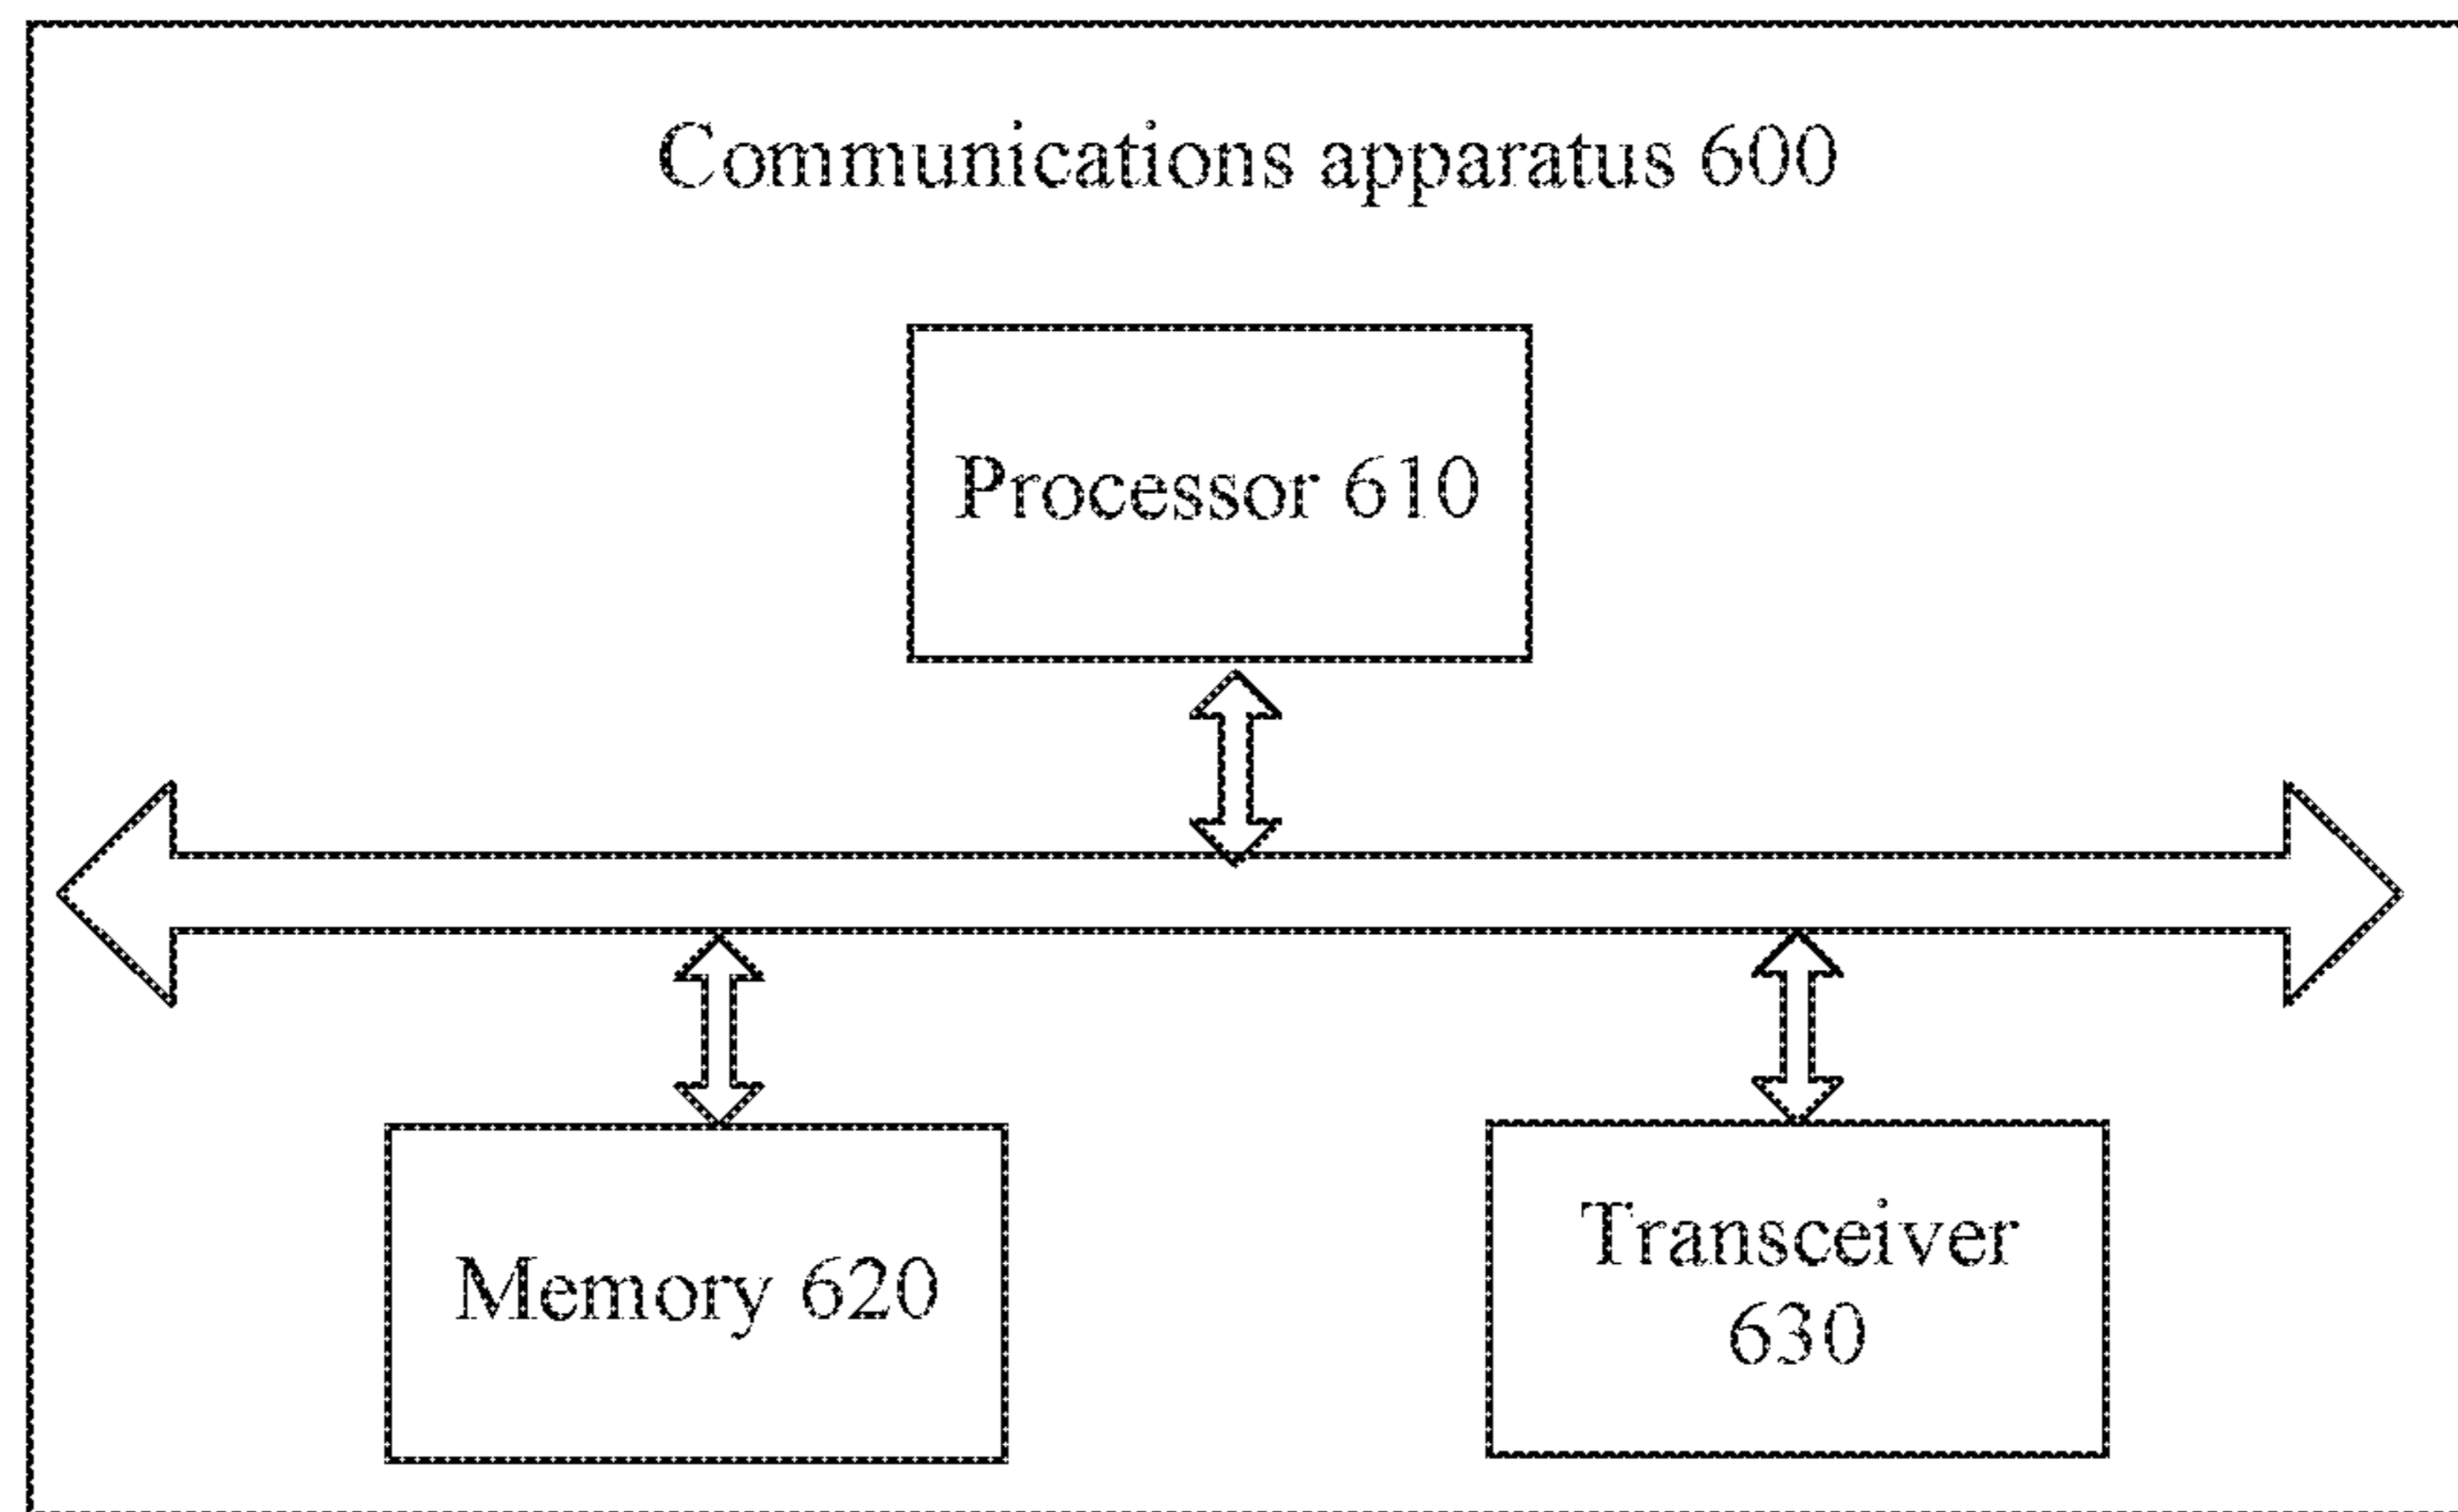 Communications apparatus 600
Processor 610
Memory 620
Transceiver
630